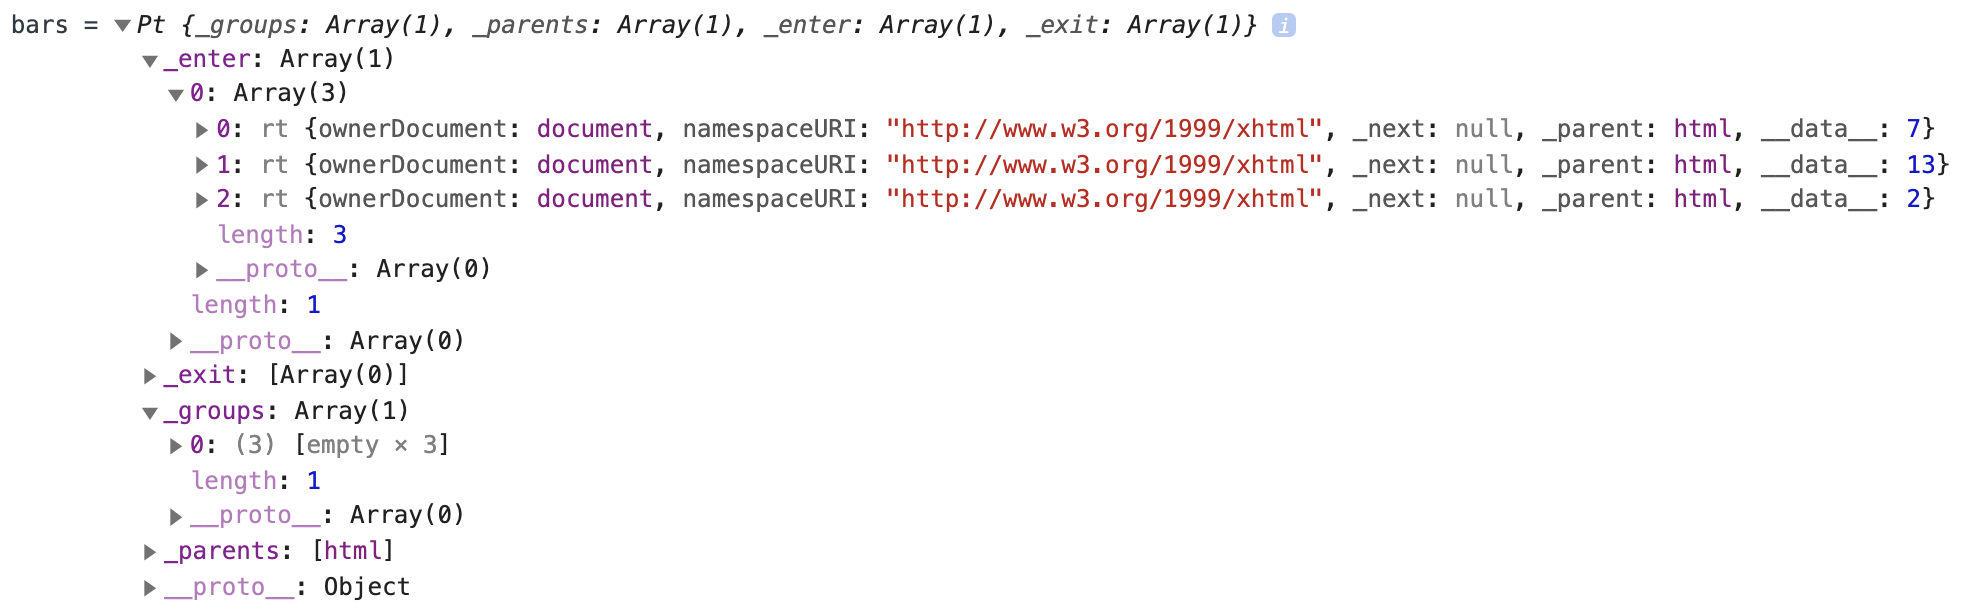 bars = ▼Pt {_groups: Array(1), _parents: Array(1), _enter: Array(1), _exit: Array(1)} i
▼_enter: Array(1)
▼0: Array(3)
▶0: rt {ownerDocument: document, namespaceURI: "http://www.w3.org/1999/xhtml", _next: null, _parent: html, __data__: 7}
▶1: rt {ownerDocument: document, namespaceURI: "http://www.w3.org/1999/xhtml", _next: null, _parent: html, __data__: 13}
▶2: rt {ownerDocument: document, namespaceURI: "http://www.w3.org/1999/xhtml", _next: null, _parent: html, __data__: 2}
length: 3
▶__proto__: Array(0)
length: 1
▶__proto__: Array(0)
▶_exit: [Array(0)]
▼_groups: Array(1)
▶0: (3) [empty × 3]
length: 1
▶__proto__: Array(0)
▶_parents: [html]
▶__proto__: Object